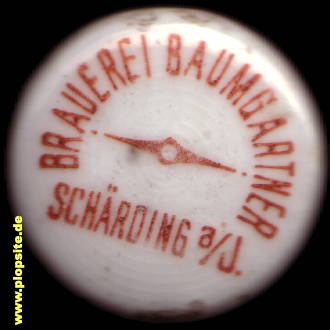 BRAUEREI BAUMGARTNER
SCHÄRDING a/J.
www.plopsite.de